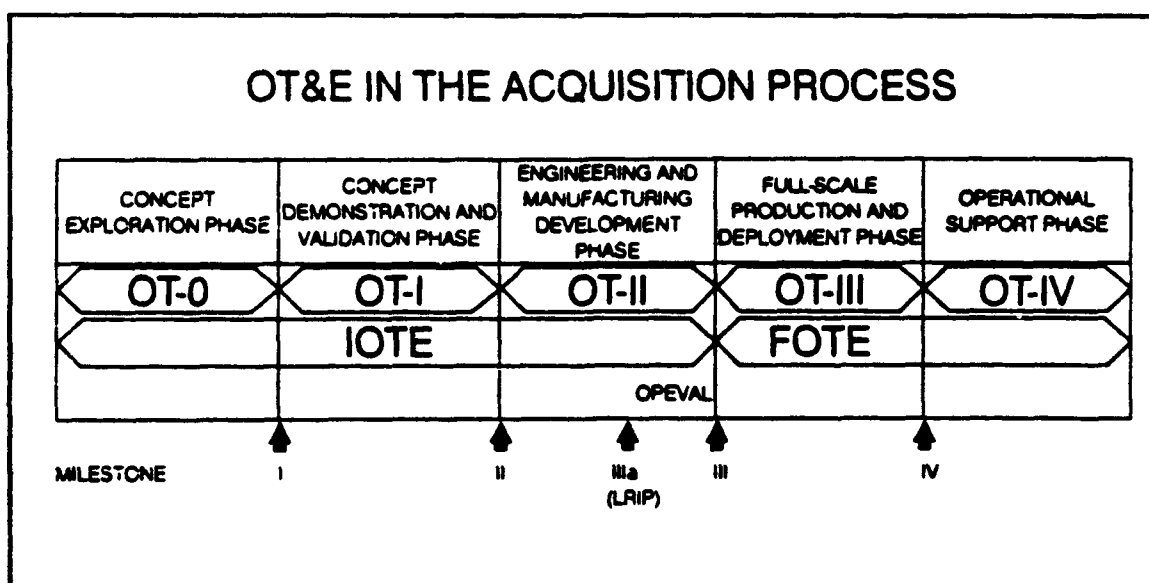 OT&E IN THE ACQUISITION PROCESS
CONCEPT
EXPLORATION PHASE
CONCEPT
DEMONSTRATION AND
VALIDATION PHASE
ENGINEERING AND
MANUFACTURING
DEVELOPMENT
PHASE
FULL-SCALE
PRODUCTION AND
DEPLOYMENT PHASE
OPERATIONAL
SUPPORT PHASE
OT-0
OT-I
OT-II
OT-III
OT-IV
IOTE
FOTE
OPEVAL
MILESTONE
I
II
IIIa
(LRIP)
III
IV